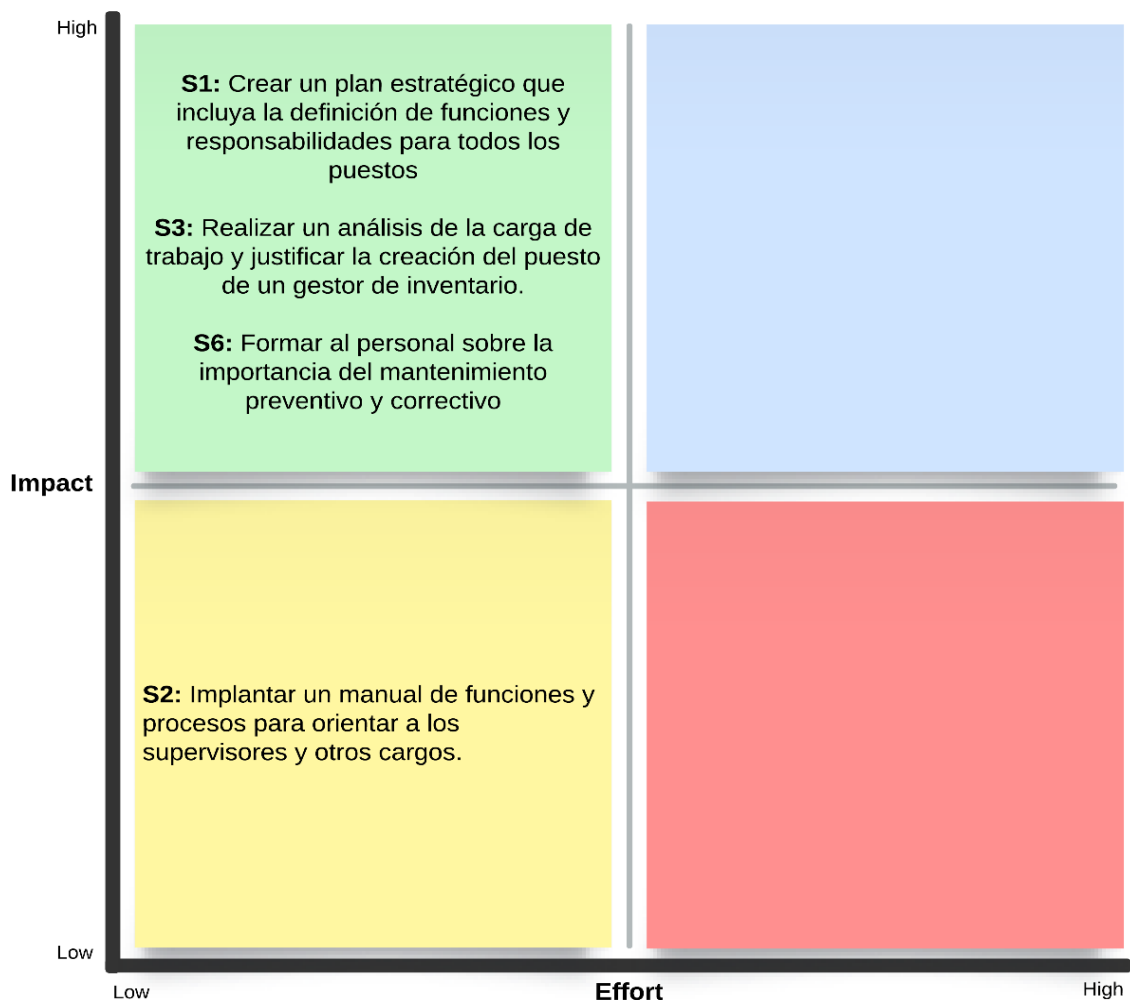 High
S1: Crear un plan estratégico que
incluya la definición de funciones y
responsabilidades para todos los
puestos
S3: Realizar un análisis de la carga de
trabajo y justificar la creación del puesto
de un gestor de inventario.
S6: Formar al personal sobre la
importancia del mantenimiento
preventivo y correctivo
Impact
S2: Implantar un manual de funciones y
procesos para orientar a los
supervisores y otros cargos.
Low
Low
Effort
High